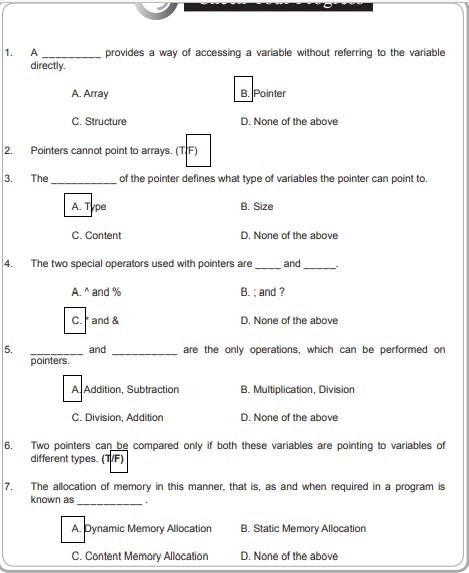 1. A _________ provides a way of accessing a variable without referring to the variable
directly.
A. Array B. Pointer
C. Structure D. None of the above
2. Pointers cannot point to arrays. (T/F)
3. The __________ of the pointer defines what type of variables the pointer can point to.
A. Type B. Size
C. Content D. None of the above
4. The two special operators used with pointers are ____ and _____.
A. ^ and % B. ; and ?
C. * and & D. None of the above
5. ________ and __________ are the only operations, which can be performed on
pointers.
A. Addition, Subtraction B. Multiplication, Division
C. Division, Addition D. None of the above
6. Two pointers can be compared only if both these variables are pointing to variables of
different types. (T/F)
7. The allocation of memory in this manner, that is, as and when required in a program is
known as __________ .
A. Dynamic Memory Allocation B. Static Memory Allocation
C. Content Memory Allocation D. None of the above